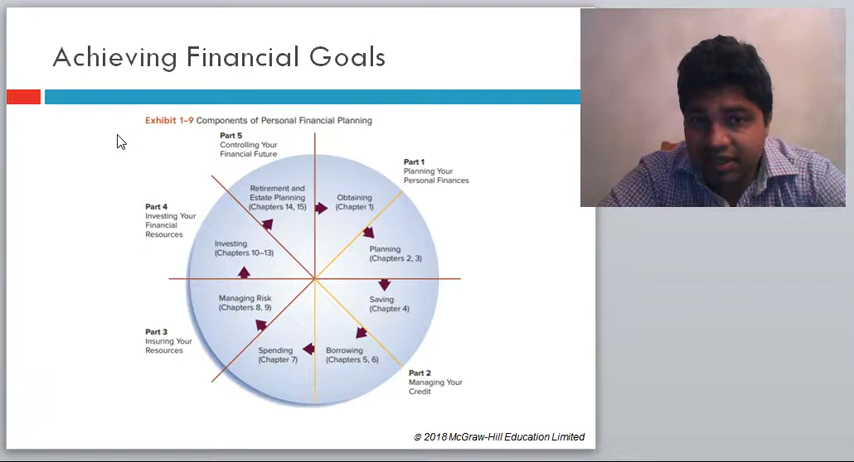 Achieving Financial Goals
Exhibit 1–9 Components of Personal Financial Planning
Part 5
Controlling Your
Financial Future
Part 1
Planning Your
Personal Finances
Retirement and
Estate Planning
(Chapters 14, 15)
Obtaining
(Chapter 1)
Part 4
Investing Your
Financial
Resources
Investing
(Chapters 10–13)
Planning
(Chapters 2, 3)
Managing Risk
(Chapters 8, 9)
Saving
(Chapter 4)
Part 3
Insuring Your
Resources
Spending
(Chapter 7)
Borrowing
(Chapters 5, 6)
Part 2
Managing Your
Credit
© 2018 McGraw-Hill Education Limited